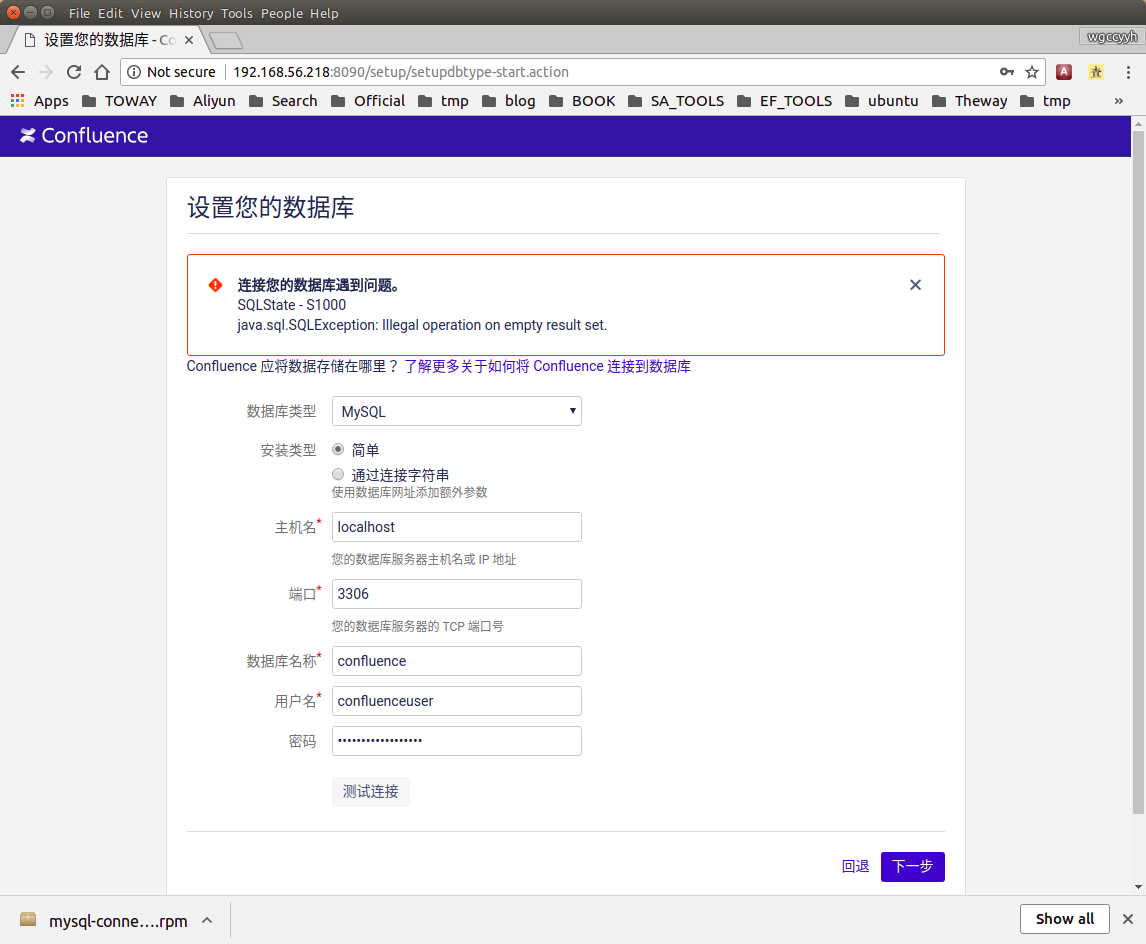 File Edit View History Tools People Help
设置您的数据库 - Co
wgccyyh
Not secure 192.168.56.218:8090/setup/setupdbtype-start.action
A
Apps TOWAY Aliyun Search Official tmp blog BOOK SA_TOOLS EF_TOOLS ubuntu Theway tmp »
Confluence
设置您的数据库
连接您的数据库遇到问题。
SQLState - S1000
java.sql.SQLException: Illegal operation on empty result set.
Confluence 应将数据存储在哪里？ 了解更多关于如何将 Confluence 连接到数据库
数据库类型 MySQL
安装类型 简单
通过连接字符串
使用数据库网址添加额外参数
主机名* localhost
您的数据库服务器主机名或 IP 地址
端口* 3306
您的数据库服务器的 TCP 端口号
数据库名称* confluence
用户名* confluenceuser
密码 ••••••••••••••••••
测试连接
回退 下一步
mysql-conne….rpm Show all